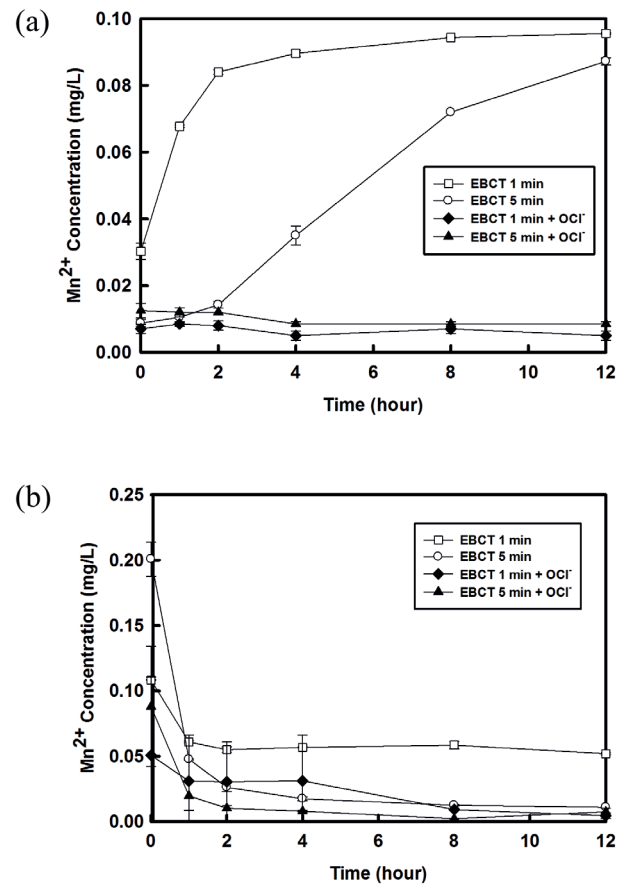 (a)
0.10
0.08
0.06
0.04
0.02
0.00
Mn²⁺ Concentration (mg/L)
EBCT 1 min
EBCT 5 min
EBCT 1 min + OCl⁻
EBCT 5 min + OCl⁻
0 2 4 6 8 10 12
Time (hour)
(b)
0.25
0.20
0.15
0.10
0.05
0.00
Mn²⁺ Concentration (mg/L)
EBCT 1 min
EBCT 5 min
EBCT 1 min + OCl⁻
EBCT 5 min + OCl⁻
0 2 4 6 8 10 12
Time (hour)